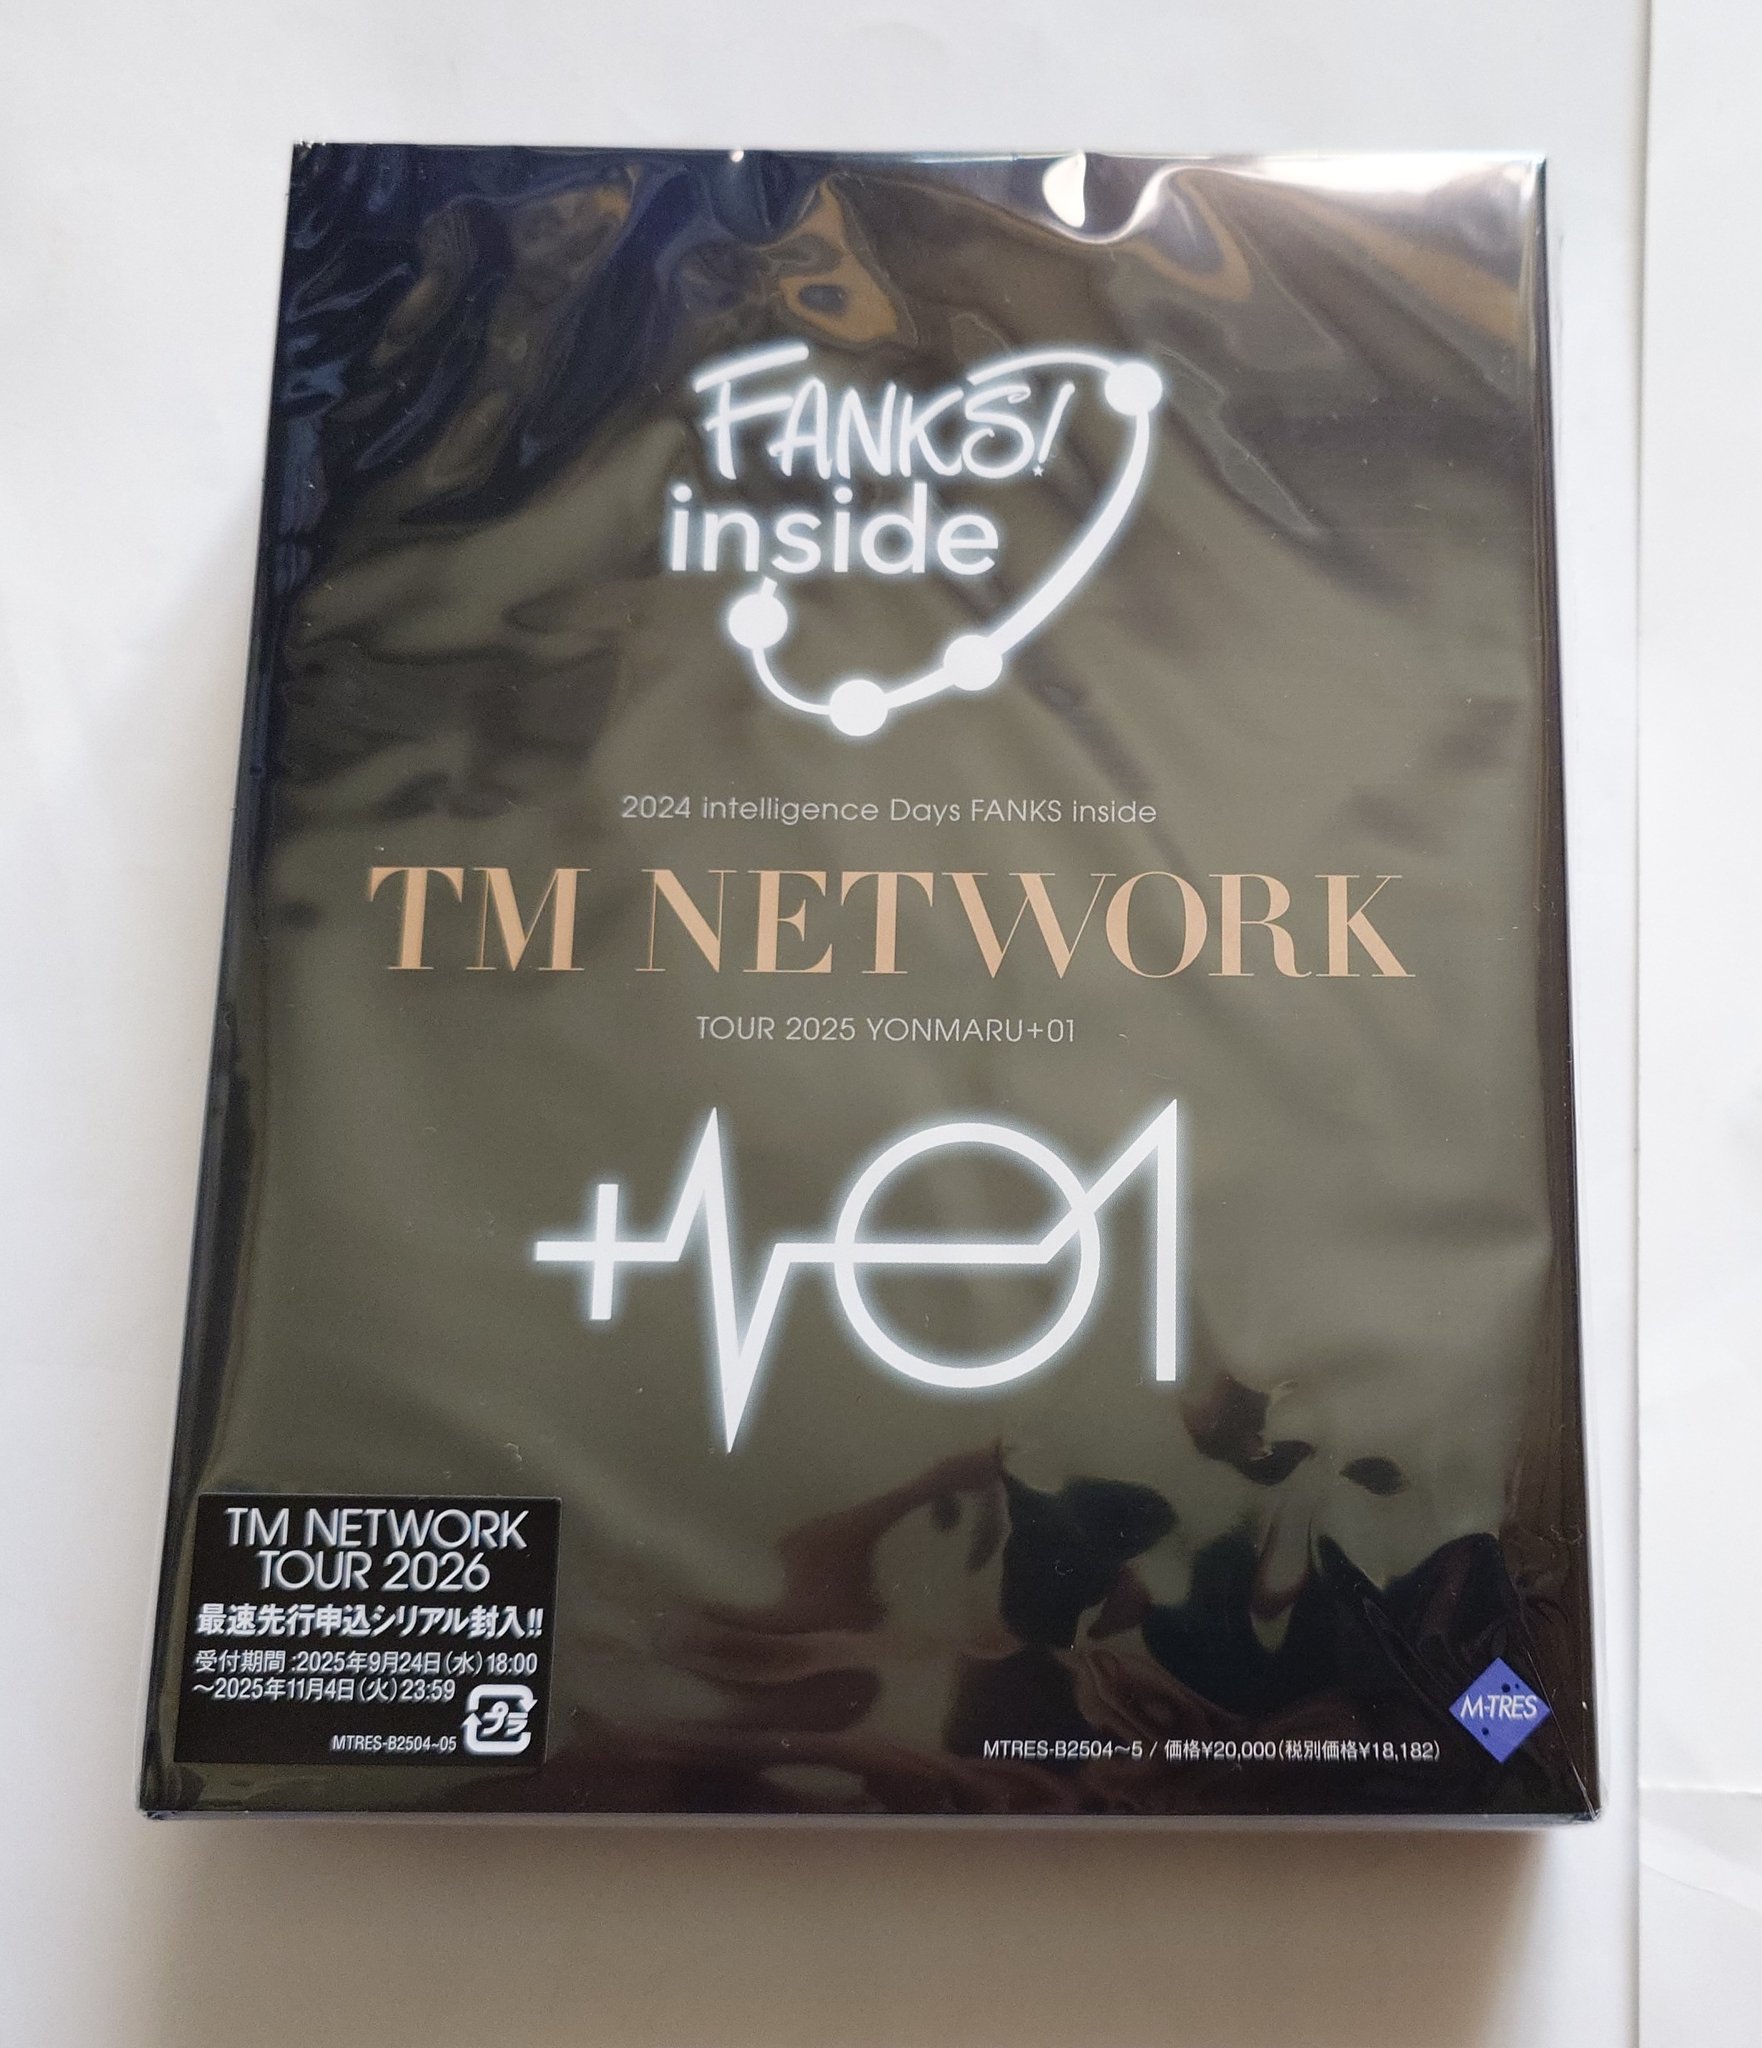 FANKS!
inside
2024 intelligence Days FANKS inside
TM NETWORK
TOUR 2025 YONMARU+01
+01
TM NETWORK
TOUR 2026
最速先行申込シリアル封入!!
受付期間:2025年9月24日(水)18:00
～2025年11月4日(火)23:59
プラ
MTRES-B2504~05
MTRES-B2504～5 / 価格¥20,000(税別価格¥18,182)
M-TRES